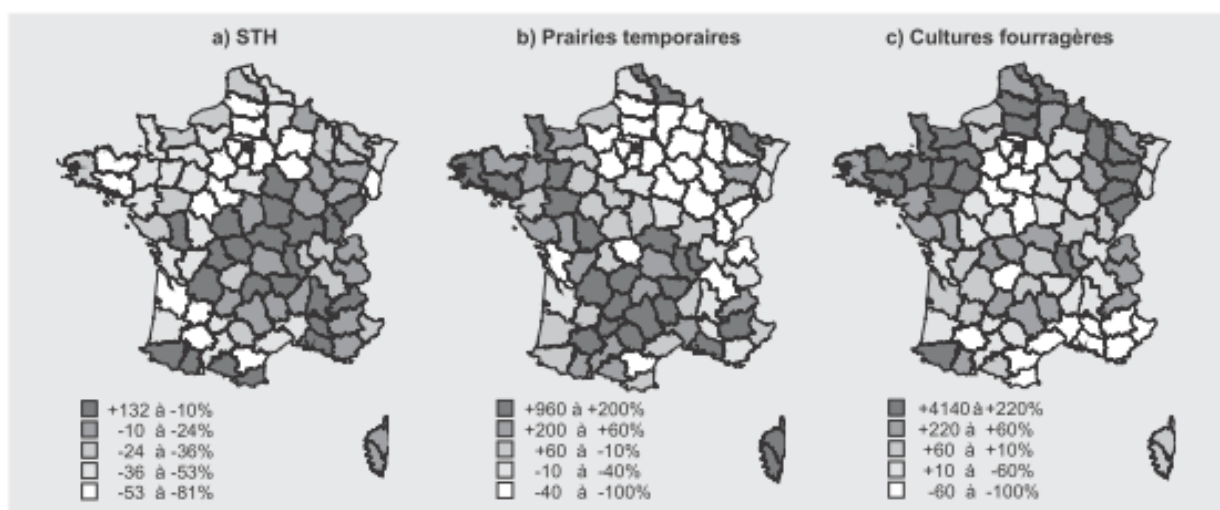 a) STH
b) Prairies temporaires
c) Cultures fourragères
+132 à -10%
-10 à -24%
-24 à -36%
-36 à -53%
-53 à -81%
+960 à +200%
+200 à +60%
+60 à -10%
-10 à -40%
-40 à -100%
+4140 à +220%
+220 à +60%
+60 à +10%
+10 à -60%
-60 à -100%